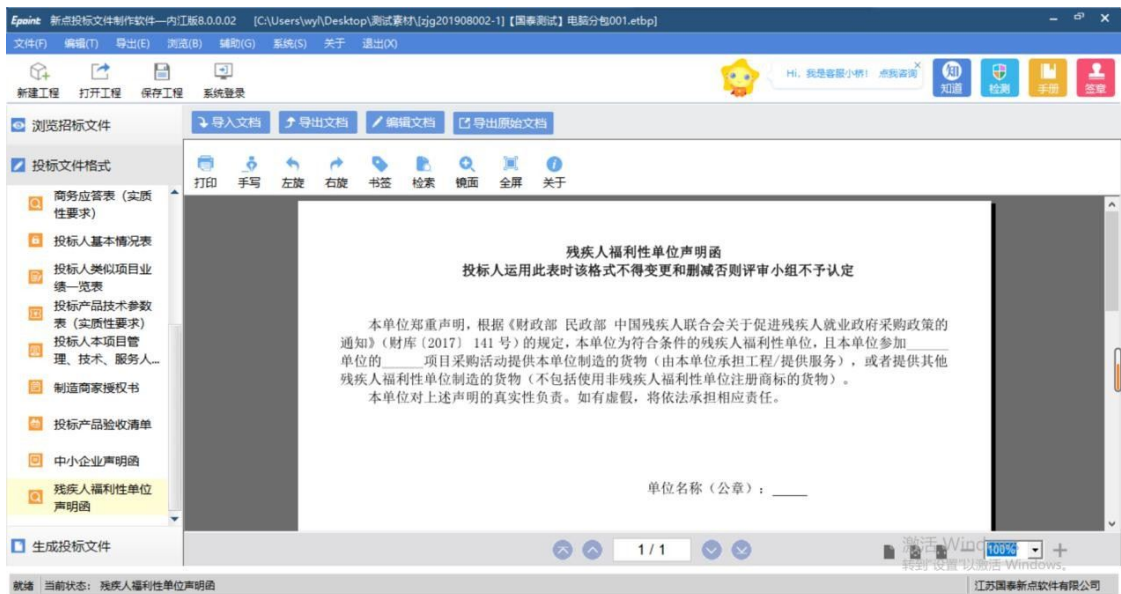 Epoint 新点投标文件制作软件—内江版8.0.0.02 [C:\Users\wyl\Desktop\测试素材\[zjg201908002-1]【国泰测试】电脑分包001.etbp]
文件(F) 编辑(T) 导出(E) 浏览(B) 辅助(G) 系统(S) 关于 退出(X)
新建工程 打开工程 保存工程 系统登录
Hi，我是客服小桥！ 点我咨询
知
知道 检测 手册 签章
浏览招标文件
导入文档 导出文档 编辑文档 导出原始文档
投标文件格式
打印 手写 左旋 右旋 书签 检索 镜面 全屏 关于
商务应答表（实质
性要求）
投标人基本情况表
投标人类似项目业
绩一览表
投标产品技术参数
表（实质性要求）
投标人本项目管
理、技术、服务人...
制造商家授权书
投标产品验收清单
中小企业声明函
残疾人福利性单位
声明函
生成投标文件
残疾人福利性单位声明函
投标人运用此表时该格式不得变更和删减否则评审小组不予认定
本单位郑重声明，根据《财政部 民政部 中国残疾人联合会关于促进残疾人就业政府采购政策的
通知》（财库〔2017〕 141 号）的规定，本单位为符合条件的残疾人福利性单位，且本单位参加______
单位的______项目采购活动提供本单位制造的货物（由本单位承担工程/提供服务），或者提供其他
残疾人福利性单位制造的货物（不包括使用非残疾人福利性单位注册商标的货物）。
本单位对上述声明的真实性负责。如有虚假，将依法承担相应责任。
单位名称（公章）：_____
1 / 1
100%
激活 Windows
转到"设置"以激活 Windows。
就绪 当前状态： 残疾人福利性单位声明函
江苏国泰新点软件有限公司